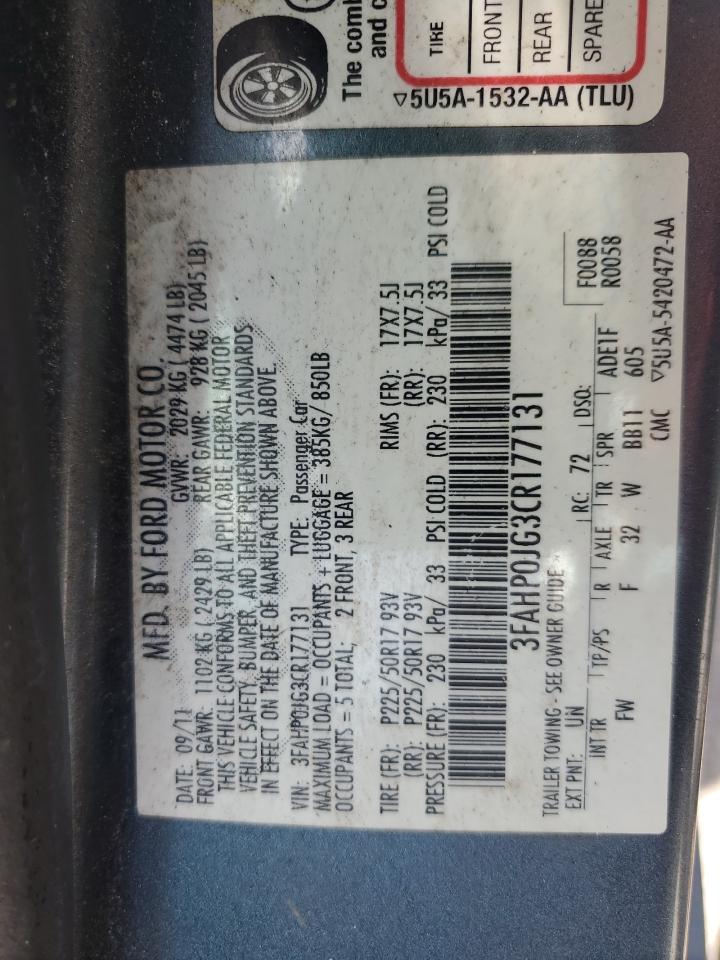 The comb
and c
TIRE
FRONT
REAR
SPARE
▽5U5A-1532-AA (TLU)
MFD. BY FORD MOTOR CO.
DATE: 09/11 GVWR: 2029 KG ( 4474 LB)
FRONT GAWR: 1102 KG ( 2429 LB) REAR GAWR: 928 KG ( 2045 LB)
THIS VEHICLE CONFORMS TO ALL APPLICABLE FEDERAL MOTOR
VEHICLE SAFETY, BUMPER, AND THEFT PREVENTION STANDARDS
IN EFFECT ON THE DATE OF MANUFACTURE SHOWN ABOVE.
VIN: 3FAHP0JG3CR177131 TYPE: Passenger Car
MAXIMUM LOAD = OCCUPANTS + LUGGAGE = 385KG/ 850LB
OCCUPANTS = 5 TOTAL, 2 FRONT, 3 REAR
TIRE (FR): P225/50R17 93V RIMS (FR): 17X7.5J
(RR): P225/50R17 93V (RR): 17X7.5J
PRESSURE (FR): 230 kPa/ 33 PSI COLD (RR): 230 kPa/ 33 PSI COLD
3FAHP0JG3CR177131
TRAILER TOWING - SEE OWNER GUIDE F0088
EXT PNT: UN RC: 72 DSO: R0058
INT TR TP/PS R AXLE TR SPR ADE1F
FW F 32 W BB11 605
CMC ▽5U5A-5420472-AA